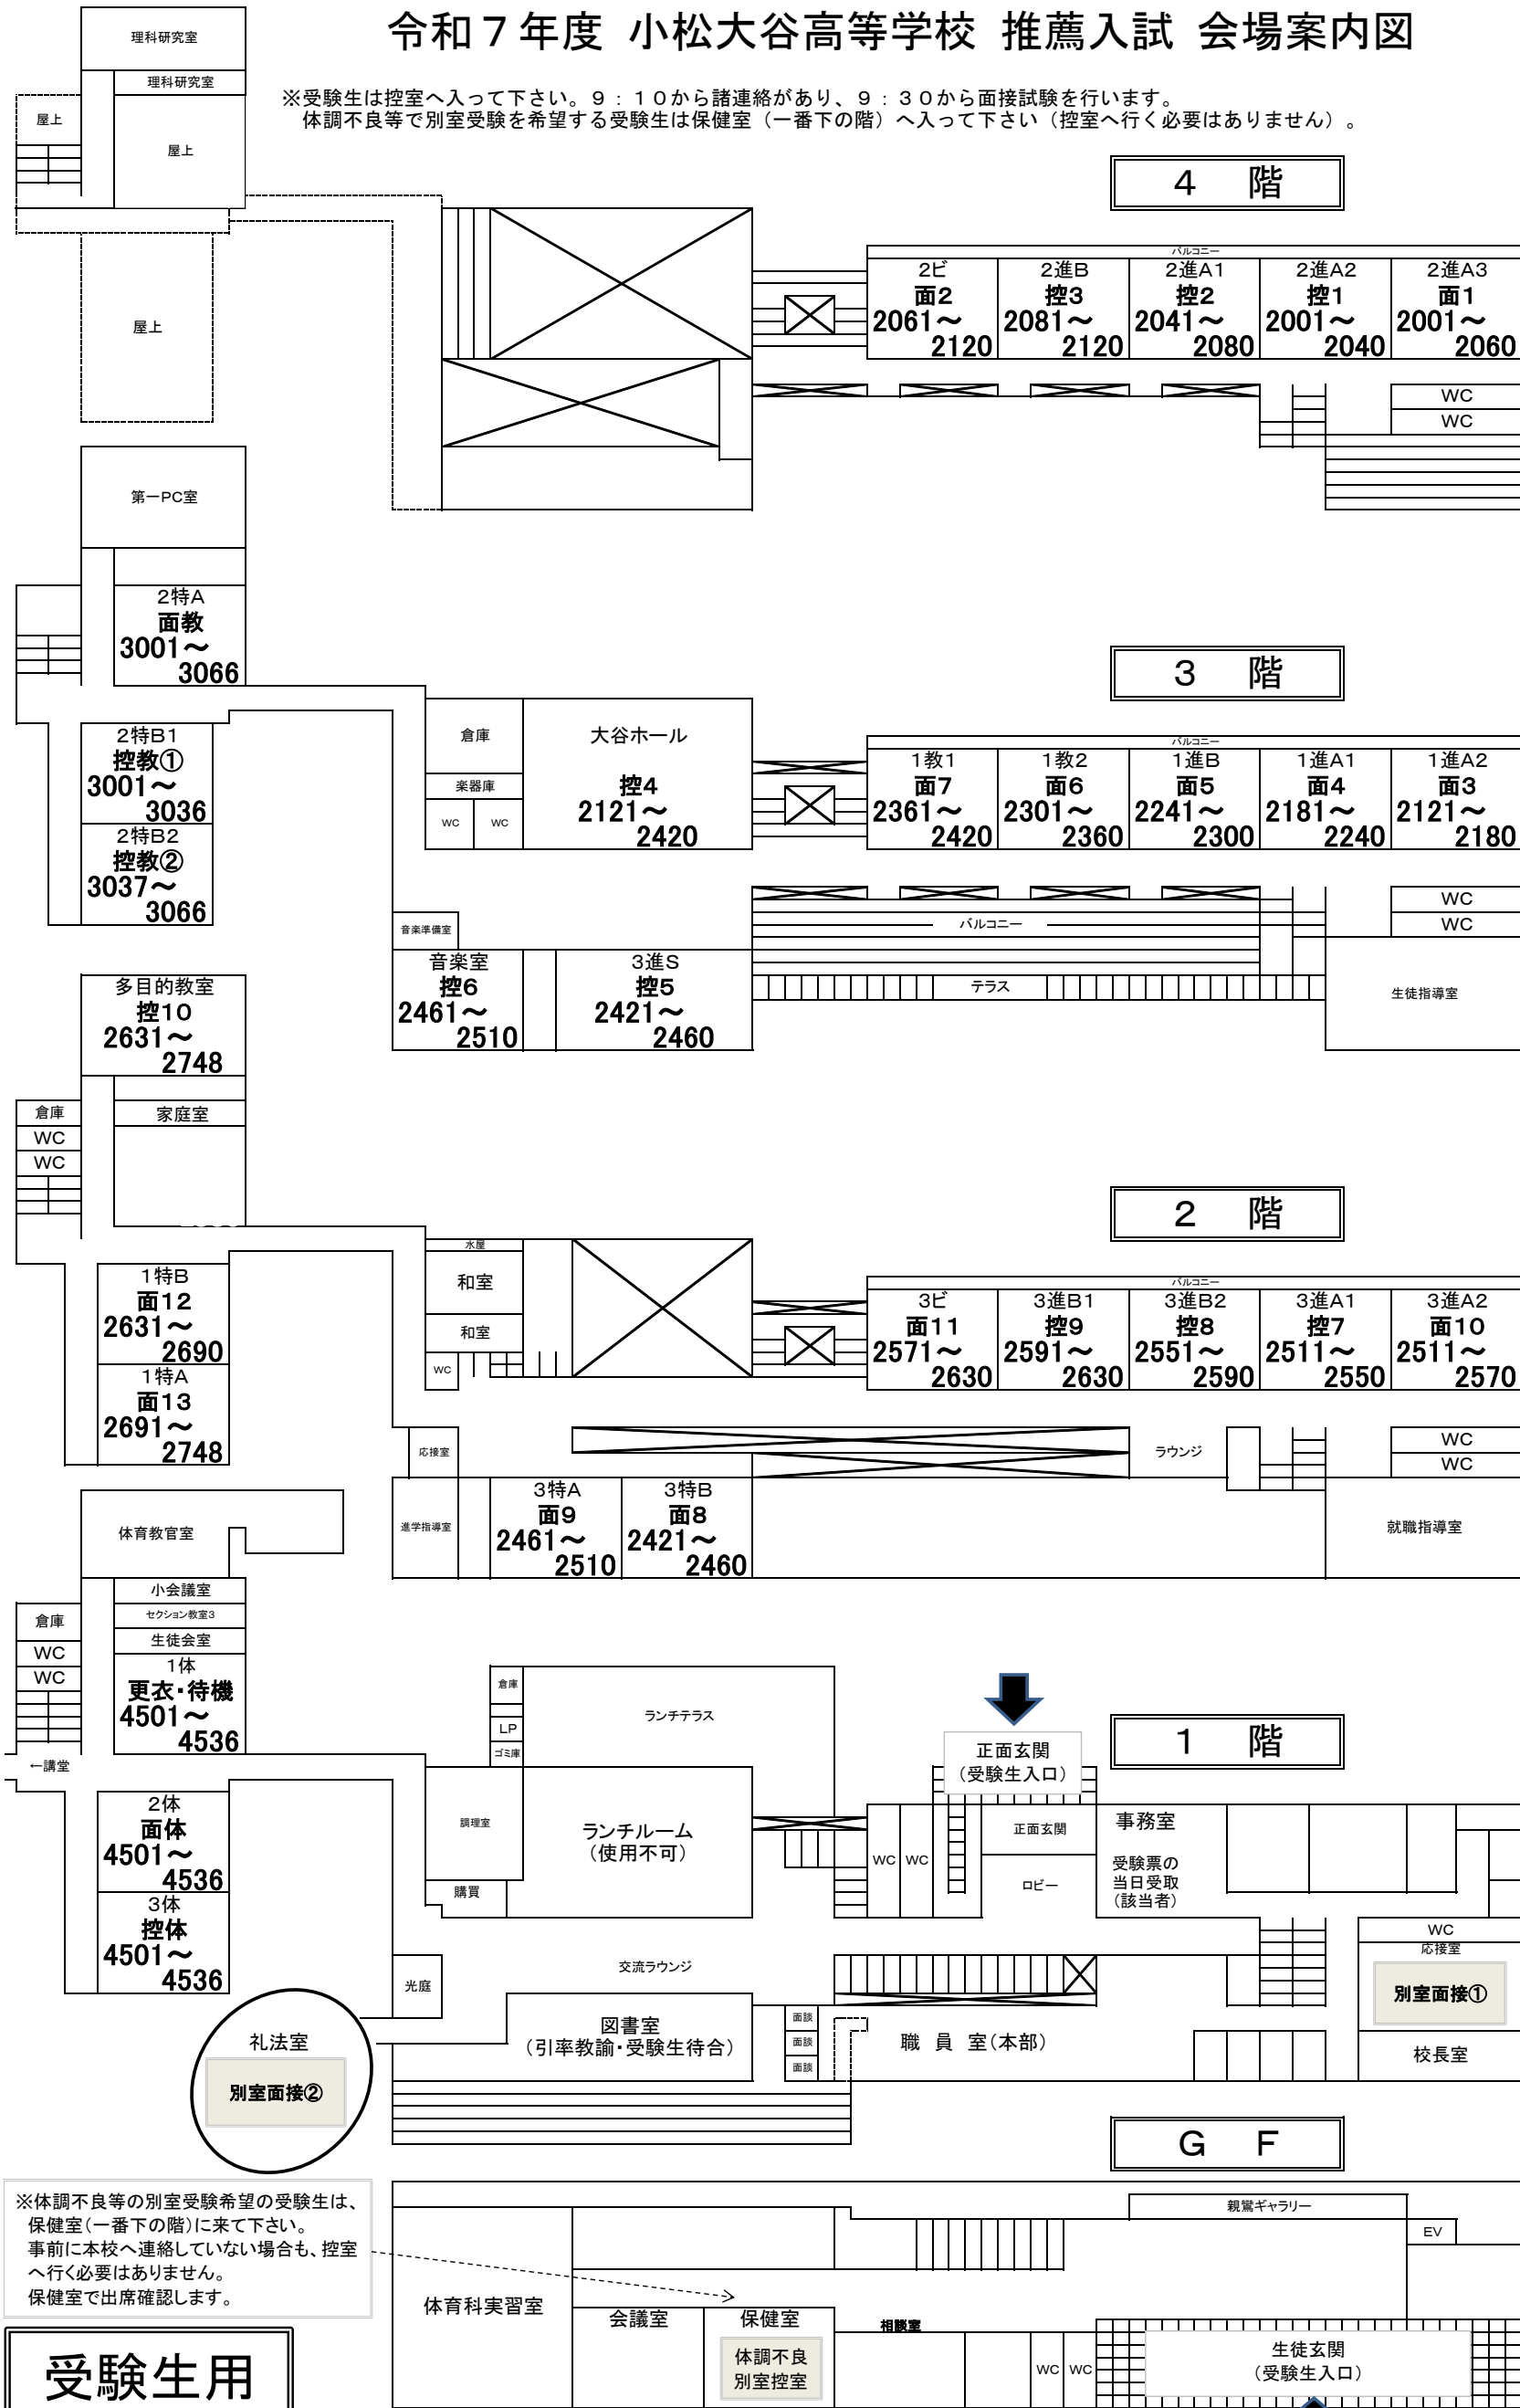 令和７年度 小松大谷高等学校 推薦入試 会場案内図
※受験生は控室へ入って下さい。９：１０から諸連絡があり、９：３０から面接試験を行います。
体調不良等で別室受験を希望する受験生は保健室（一番下の階）へ入って下さい（控室へ行く必要はありません）。
理科研究室
理科研究室
屋上
屋上
屋上
４ 階
バルコニー
2ビ
面2
2061～
2120
2進B
控3
2081～
2120
2進A1
控2
2041～
2080
2進A2
控1
2001～
2040
2進A3
面1
2001～
2060
WC
WC
第一PC室
2特A
面教
3001～
3066
2特B1
控教①
3001～
3036
2特B2
控教②
3037～
3066
３ 階
倉庫
楽器庫
WC
WC
大谷ホール
控4
2121～
2420
バルコニー
1教1
面7
2361～
2420
1教2
面6
2301～
2360
1進B
面5
2241～
2300
1進A1
面4
2181～
2240
1進A2
面3
2121～
2180
WC
WC
バルコニー
テラス
生徒指導室
音楽準備室
音楽室
控6
2461～
2510
3進S
控5
2421～
2460
多目的教室
控10
2631～
2748
倉庫
WC
WC
家庭室
1特B
面12
2631～
2690
1特A
面13
2691～
2748
２ 階
水屋
和室
和室
WC
バルコニー
3ビ
面11
2571～
2630
3進B1
控9
2591～
2630
3進B2
控8
2551～
2590
3進A1
控7
2511～
2550
3進A2
面10
2511～
2570
応接室
ラウンジ
WC
WC
進学指導室
3特A
面9
2461～
2510
3特B
面8
2421～
2460
就職指導室
体育教官室
小会議室
セクション教室3
生徒会室
倉庫
WC
WC
1体
更衣・待機
4501～
4536
←講堂
2体
面体
4501～
4536
3体
控体
4501～
4536
１ 階
倉庫
LP
ゴミ庫
ランチテラス
正面玄関
（受験生入口）
調理室
ランチルーム
（使用不可）
購買
WC
WC
正面玄関
ロビー
事務室
受験票の
当日受取
（該当者）
WC
応接室
別室面接①
校長室
光庭
交流ラウンジ
図書室
（引率教諭・受験生待合）
面談
面談
面談
職 員 室（本部）
礼法室
別室面接②
Ｇ Ｆ
※体調不良等の別室受験希望の受験生は、
保健室（一番下の階）に来て下さい。
事前に本校へ連絡していない場合も、控室
へ行く必要はありません。
保健室で出席確認します。
受験生用
親鸞ギャラリー
EV
体育科実習室
会議室
保健室
体調不良
別室控室
相談室
WC
WC
生徒玄関
（受験生入口）